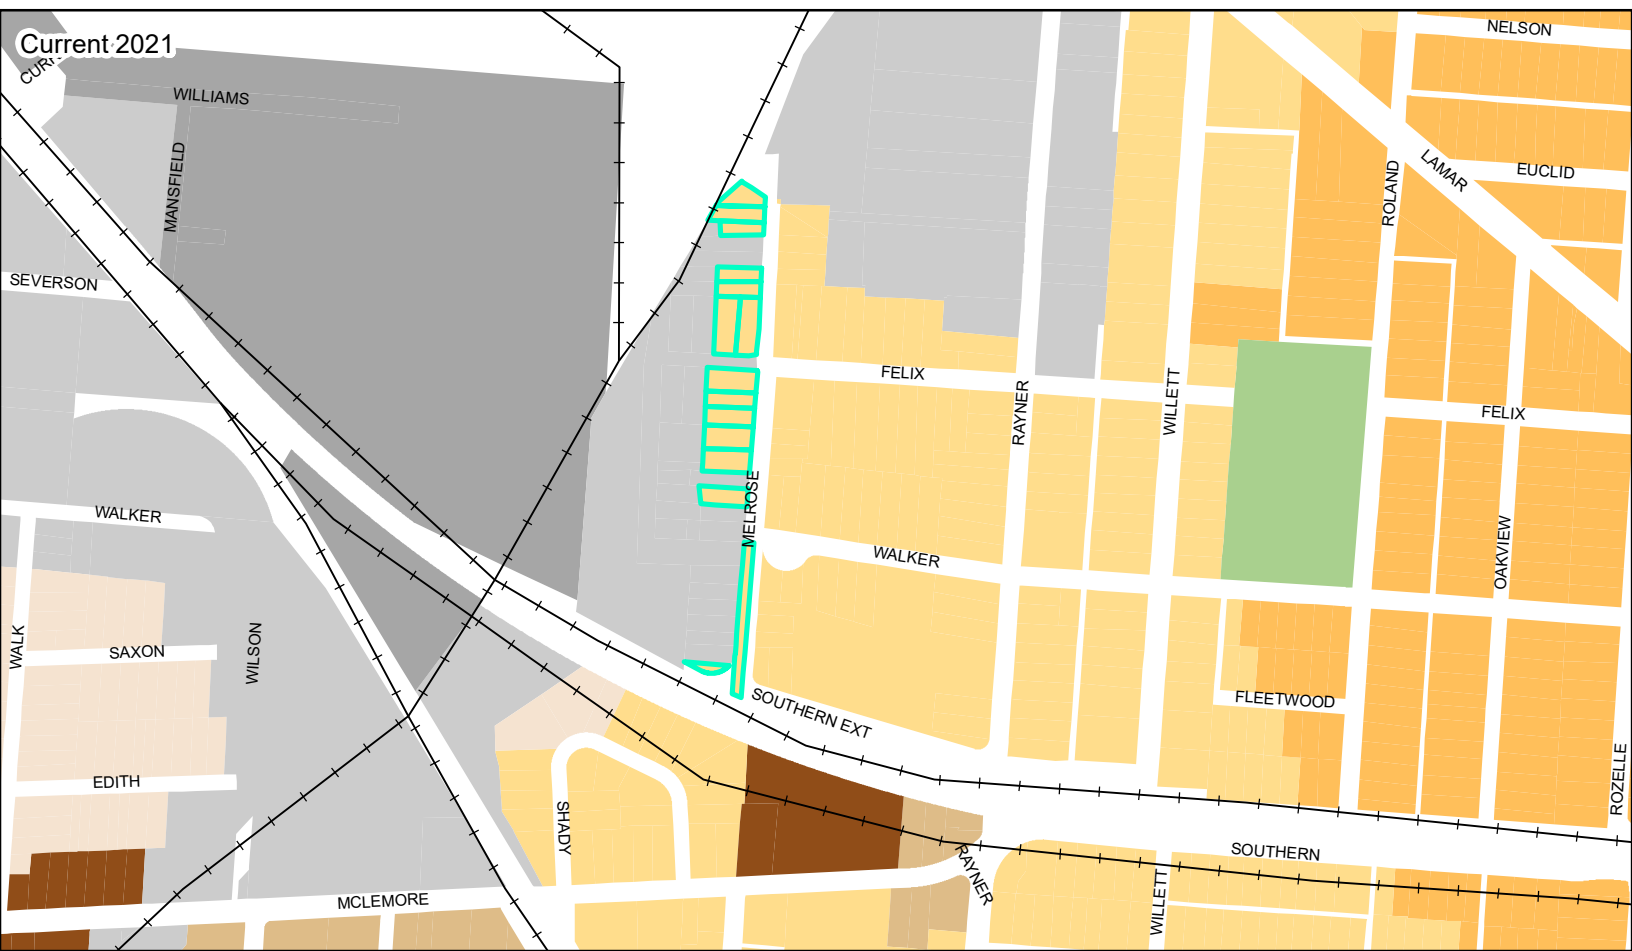 Current 2021
NELSON
WILLIAMS
LAMAR
EUCLID
MANSFIELD
ROLAND
SEVERSON
FELIX
WILLETT
RAYNER
FELIX
MELROSE
WALKER
WALKER
OAKVIEW
WALK
SAXON
WILSON
FLEETWOOD
SOUTHERN EXT
EDITH
ROZELLE
SHADY
SOUTHERN
RAYNER
WILLETT
MCLEMORE